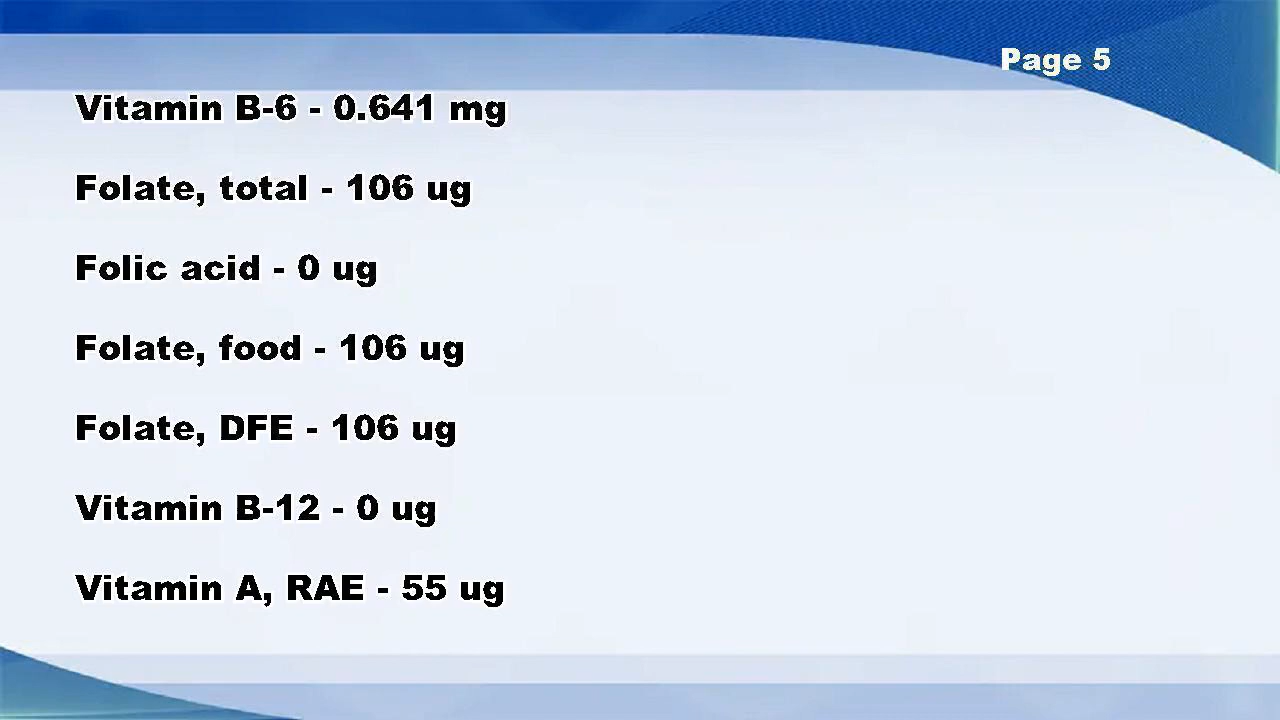 Page 5
Vitamin B-6 - 0.641 mg
Folate, total - 106 ug
Folic acid - 0 ug
Folate, food - 106 ug
Folate, DFE - 106 ug
Vitamin B-12 - 0 ug
Vitamin A, RAE - 55 ug